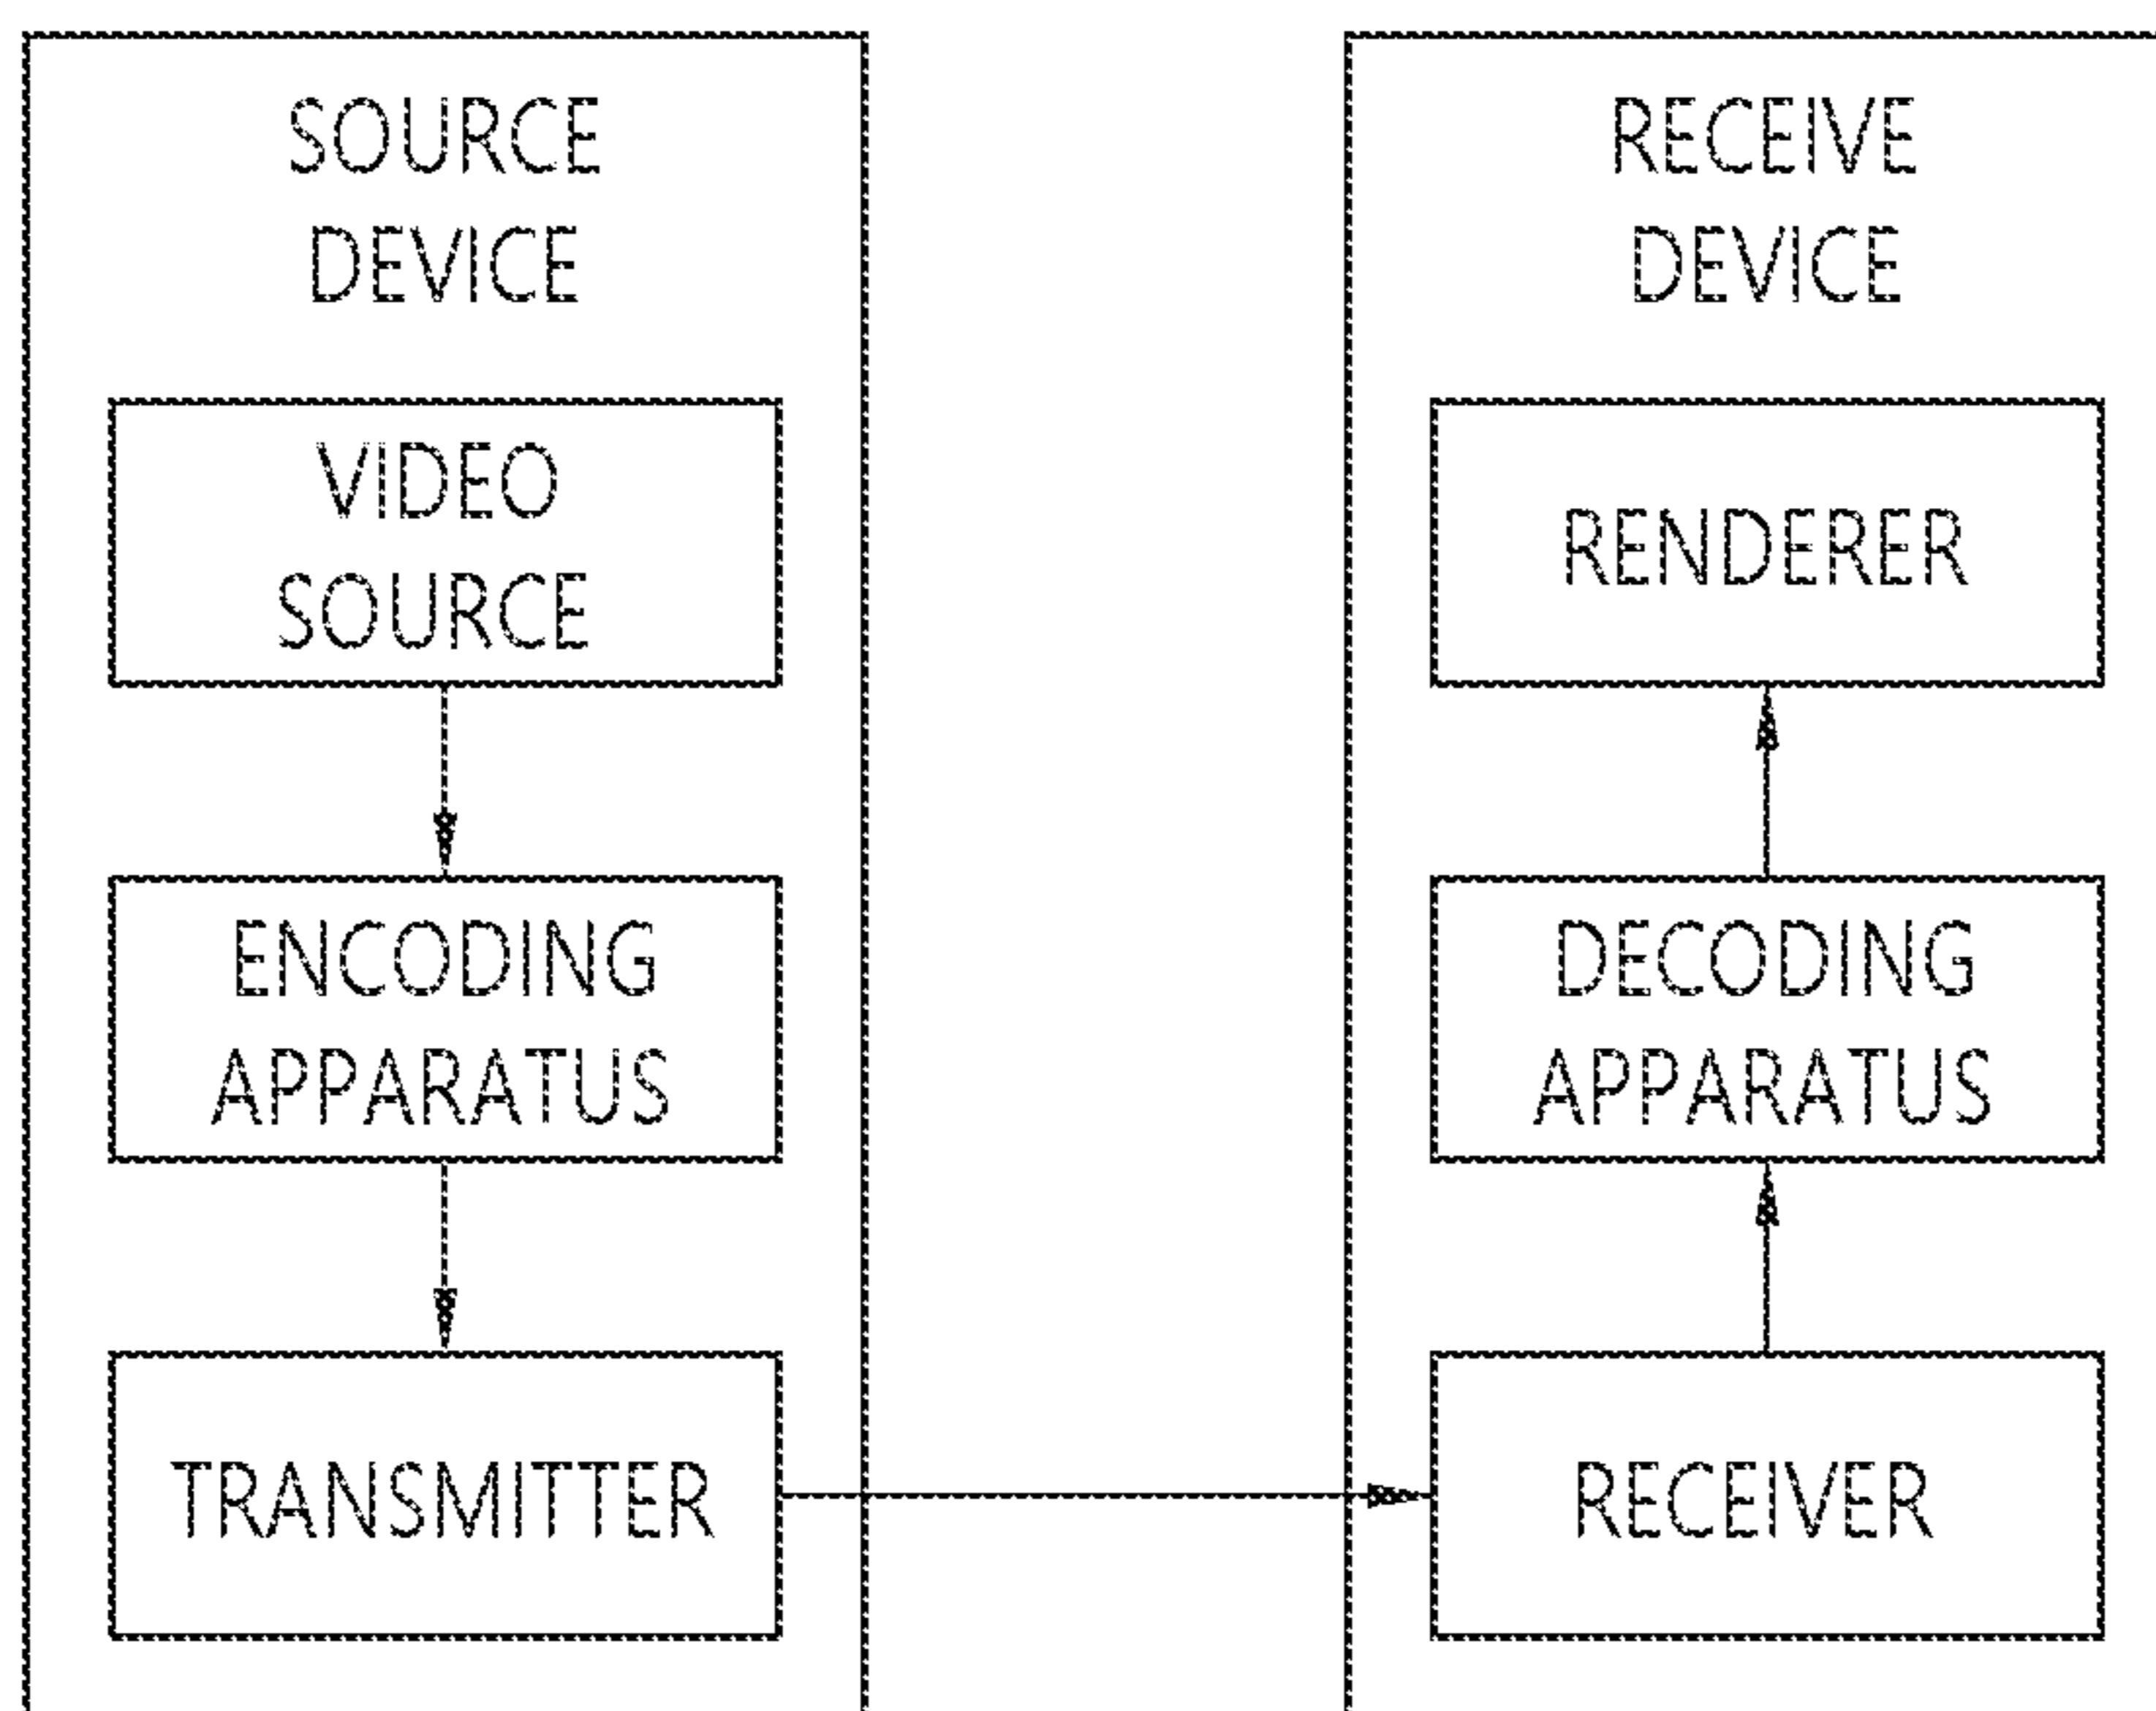 SOURCE
DEVICE
VIDEO
SOURCE
ENCODING
APPARATUS
TRANSMITTER
RECEIVE
DEVICE
RENDERER
DECODING
APPARATUS
RECEIVER